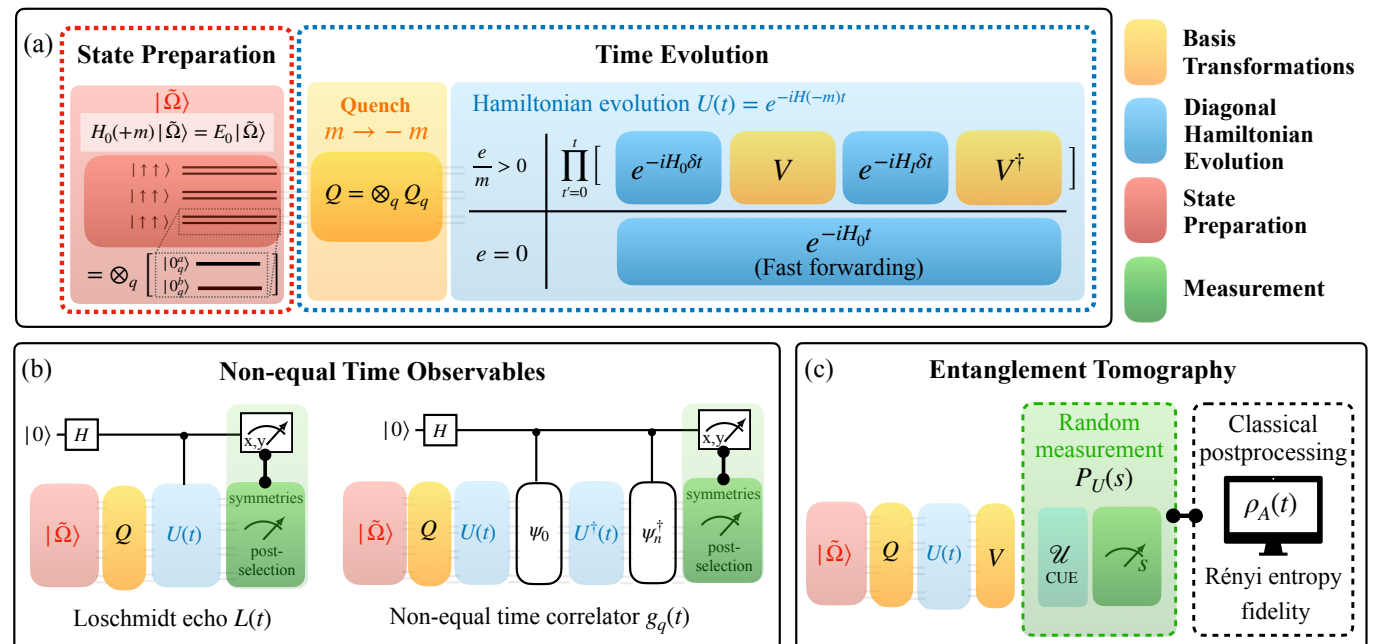 (a)
State Preparation
|Ω̃⟩
H₀(+m)|Ω̃⟩ = E₀|Ω̃⟩
|↑↑⟩
|↑↑⟩
|↑↑⟩
= ⊗_q [ |0_q^a⟩
|0_q^b⟩ ]
Time Evolution
Quench
m → − m
Q = ⊗_q Q_q
Hamiltonian evolution U(t) = e^{−iH(−m)t}
e/m > 0
∏_{t′=0}^{t} [ e^{−iH₀δt} V e^{−iH_Iδt} V† ]
e = 0
e^{−iH₀t}
(Fast forwarding)
Basis
Transformations
Diagonal
Hamiltonian
Evolution
State
Preparation
Measurement
(b)
Non-equal Time Observables
|0⟩ H x,y
|Ω̃⟩ Q U(t)
symmetries
post-
selection
Loschmidt echo L(t)
|0⟩ H x,y
|Ω̃⟩ Q U(t) ψ₀ U†(t) ψ_n†
symmetries
post-
selection
Non-equal time correlator g_q(t)
(c)
Entanglement Tomography
|Ω̃⟩ Q U(t) V
Random
measurement
P_U(s)
𝒰
CUE
s
Classical
postprocessing
ρ_A(t)
Rényi entropy
fidelity